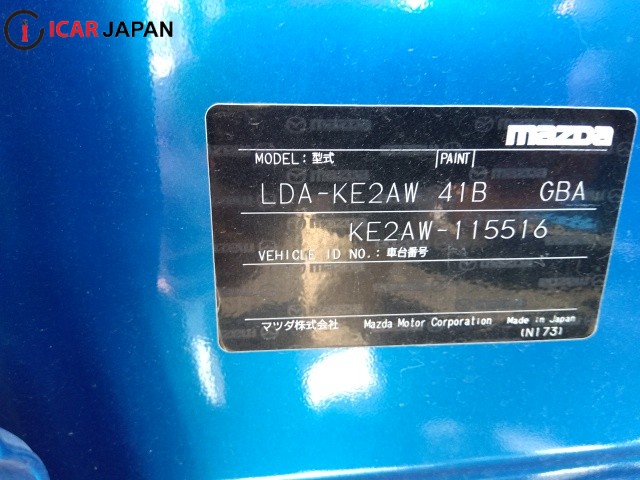 ICAR JAPAN
mazda
MODEL: 型式 PAINT
LDA-KE2AW 41B GBA
KE2AW-115516
VEHICLE ID NO.: 車台番号
マツダ株式会社 Mazda Motor Corporation Made in Japan
(N173)